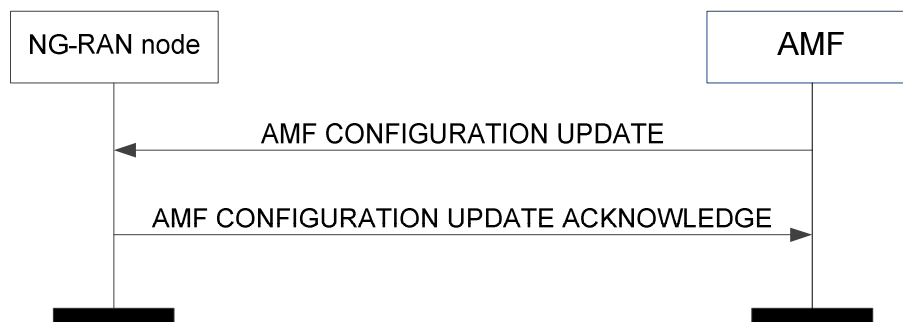 NG-RAN node
AMF
AMF CONFIGURATION UPDATE
AMF CONFIGURATION UPDATE ACKNOWLEDGE